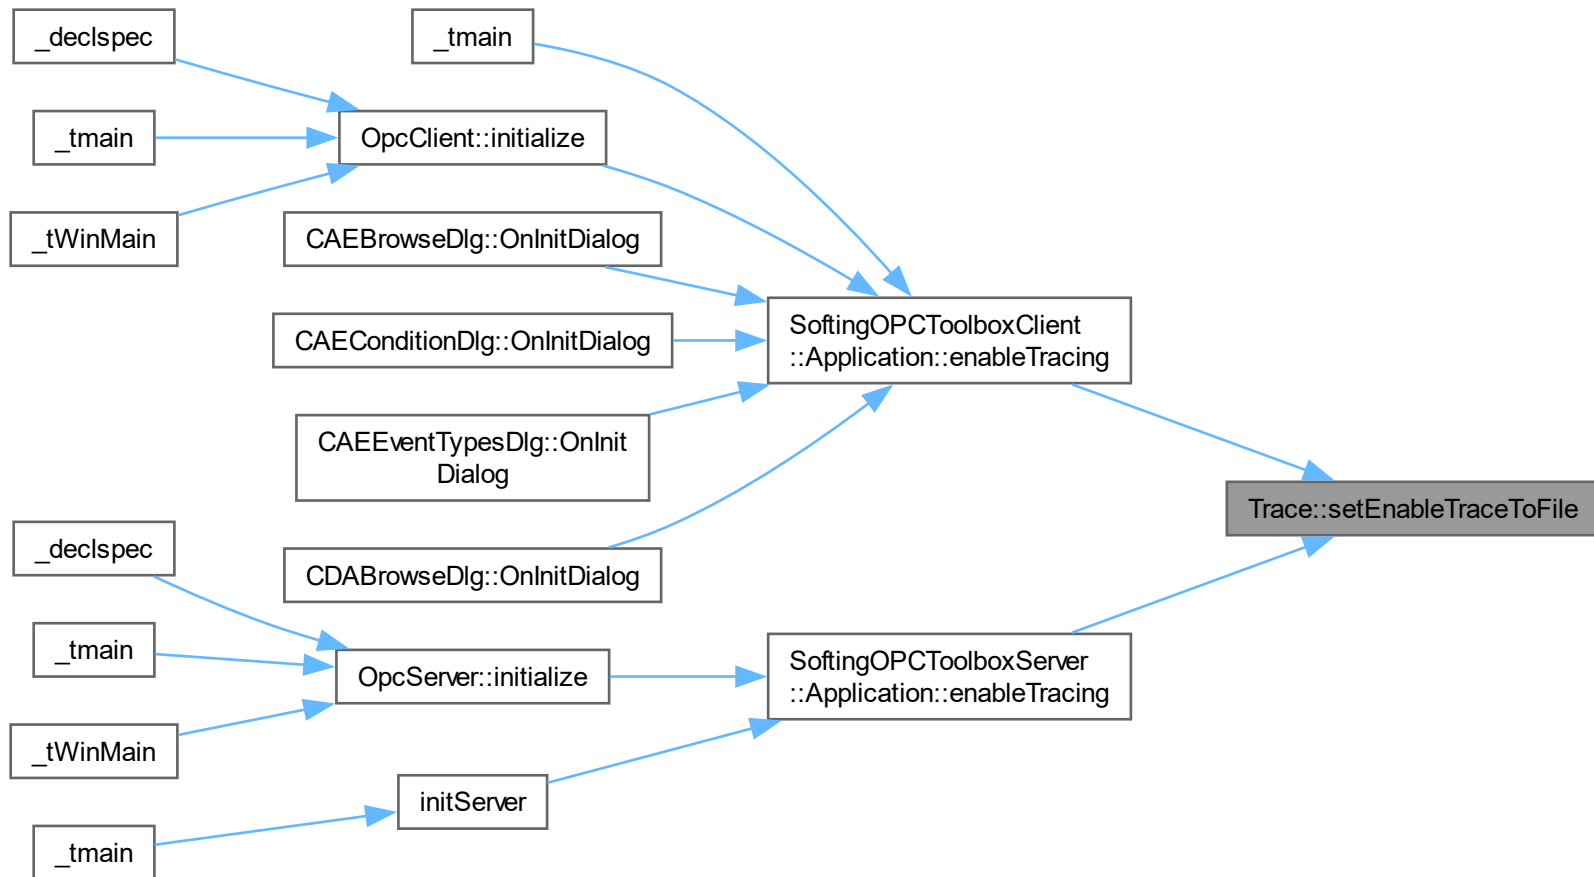 _declspec
_tmain
_tmain
OpcClient::initialize
_tWinMain
CAEBrowseDlg::OnInitDialog
CAEConditionDlg::OnInitDialog
SoftingOPCToolboxClient
::Application::enableTracing
CAEEventTypesDlg::OnInit
Dialog
Trace::setEnableTraceToFile
_declspec
CDABrowseDlg::OnInitDialog
_tmain
OpcServer::initialize
SoftingOPCToolboxServer
::Application::enableTracing
_tWinMain
initServer
_tmain